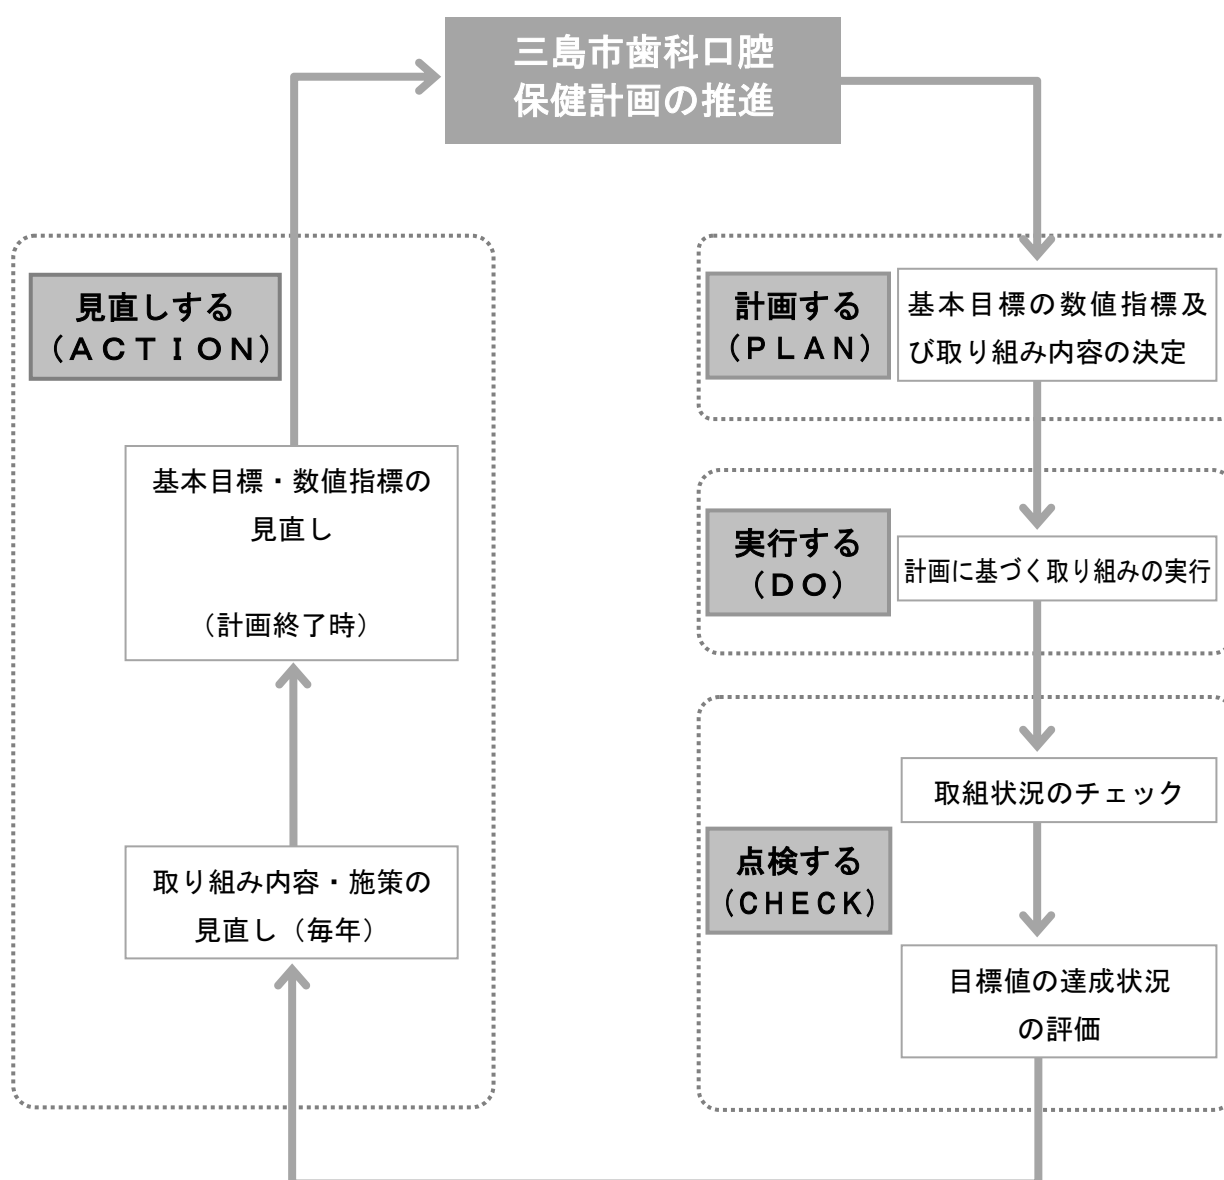 三島市歯科口腔
保健計画の推進
計画する
（ＰＬＡＮ）
基本目標の数値指標及
び取り組み内容の決定
実行する
（ＤＯ）
計画に基づく取り組みの実行
点検する
（ＣＨＥＣＫ）
取組状況のチェック
目標値の達成状況
の評価
見直しする
（ＡＣＴＩＯＮ）
基本目標・数値指標の
見直し
（計画終了時）
取り組み内容・施策の
見直し（毎年）